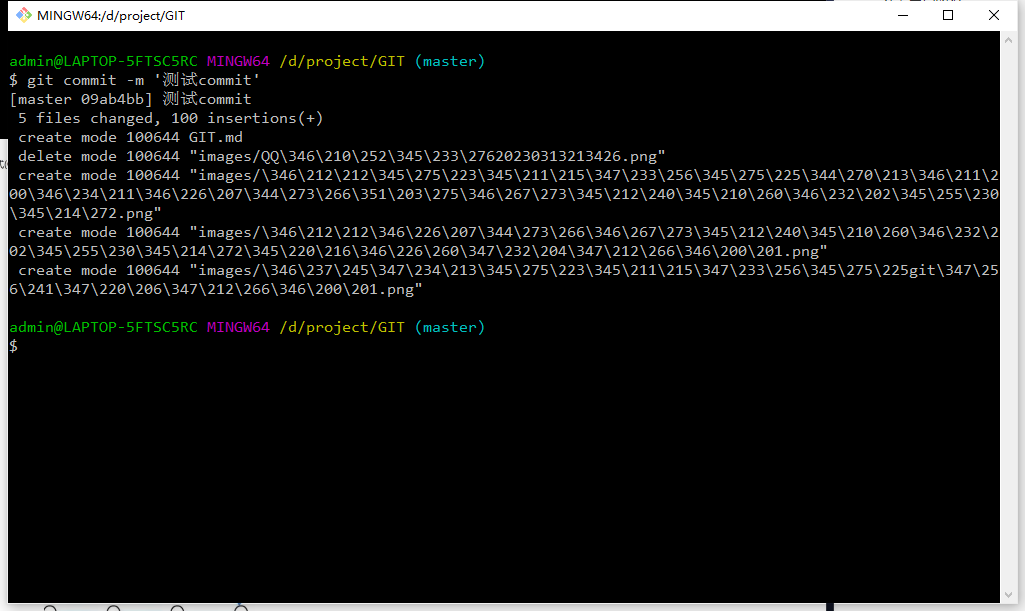 MINGW64:/d/project/GIT
admin@LAPTOP-5FTSC5RC MINGW64 /d/project/GIT (master)
$ git commit -m '测试commit'
[master 09ab4bb] 测试commit
 5 files changed, 100 insertions(+)
 create mode 100644 GIT.md
 delete mode 100644 "images/QQ\346\210\252\345\233\27620230313213426.png"
 create mode 100644 "images/\346\212\212\345\275\223\345\211\215\347\233\256\345\275\225\344\270\213\346\211\2
00\346\234\211\346\226\207\344\273\266\351\203\275\346\267\273\345\212\240\345\210\260\346\232\202\345\255\230
\345\214\272.png"
 create mode 100644 "images/\346\212\212\346\226\207\344\273\266\346\267\273\345\212\240\345\210\260\346\232\2
02\345\255\230\345\214\272\345\220\216\346\226\260\347\232\204\347\212\266\346\200\201.png"
 create mode 100644 "images/\346\237\245\347\234\213\345\275\223\345\211\215\347\233\256\345\275\225git\347\25
6\241\347\220\206\347\212\266\346\200\201.png"
admin@LAPTOP-5FTSC5RC MINGW64 /d/project/GIT (master)
$